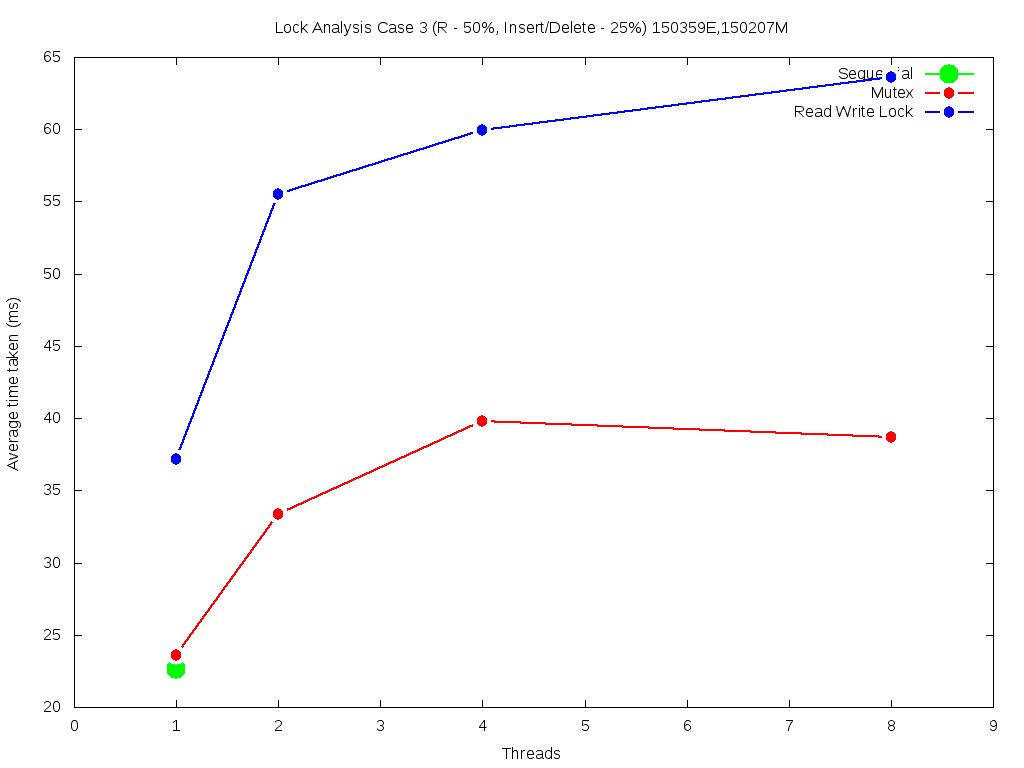 Lock Analysis Case 3 (R - 50%, Insert/Delete - 25%) 150359E,150207M
65
60
55
50
45
40
35
30
25
20
Average time taken (ms)
Mutex
Read Write Lock
0 1 2 3 4 5 6 7 8 9
Threads